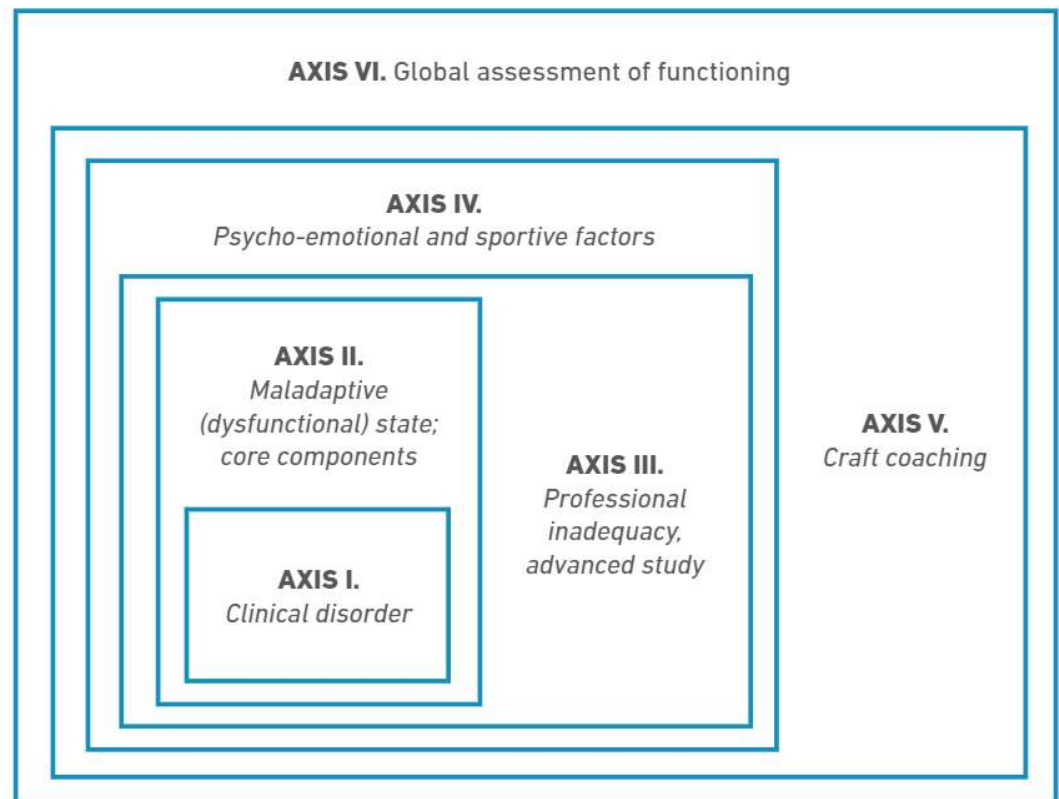 AXIS VI. Global assessment of functioning
AXIS IV.
Psycho-emotional and sportive factors
AXIS II.
Maladaptive
(dysfunctional) state;
core components
AXIS I.
Clinical disorder
AXIS III.
Professional
inadequacy,
advanced study
AXIS V.
Craft coaching